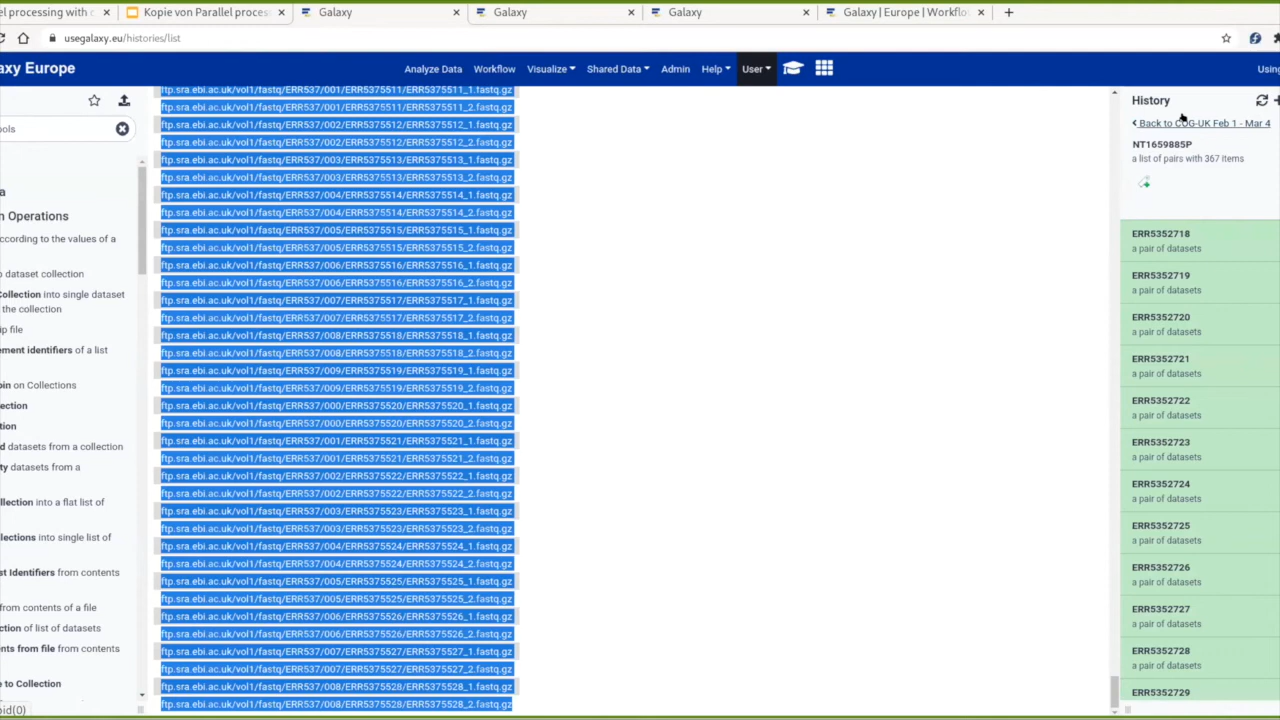 el processing with c
Kopie von Parallel proces
Galaxy
Galaxy
Galaxy
Galaxy | Europe | Workflo
usegalaxy.eu/histories/list
axy Europe
Analyze Data Workflow Visualize Shared Data Admin Help User
Using
ools
a
n Operations
according to the values of a
o dataset collection
Collection into single dataset
the collection
ip file
ement identifiers of a list
oin on Collections
lection
tion
d datasets from a collection
ty datasets from a
llection into a flat list of
llections into single list of
st Identifiers from contents
from contents of a file
ction of list of datasets
nts from file from contents
e to Collection
oid(0)
ftp.sra.ebi.ac.uk/vol1/fastq/ERR537/001/ERR5375511/ERR5375511_1.fastq.gz
ftp.sra.ebi.ac.uk/vol1/fastq/ERR537/001/ERR5375511/ERR5375511_2.fastq.gz
ftp.sra.ebi.ac.uk/vol1/fastq/ERR537/002/ERR5375512/ERR5375512_1.fastq.gz
ftp.sra.ebi.ac.uk/vol1/fastq/ERR537/002/ERR5375512/ERR5375512_2.fastq.gz
ftp.sra.ebi.ac.uk/vol1/fastq/ERR537/003/ERR5375513/ERR5375513_1.fastq.gz
ftp.sra.ebi.ac.uk/vol1/fastq/ERR537/003/ERR5375513/ERR5375513_2.fastq.gz
ftp.sra.ebi.ac.uk/vol1/fastq/ERR537/004/ERR5375514/ERR5375514_1.fastq.gz
ftp.sra.ebi.ac.uk/vol1/fastq/ERR537/004/ERR5375514/ERR5375514_2.fastq.gz
ftp.sra.ebi.ac.uk/vol1/fastq/ERR537/005/ERR5375515/ERR5375515_1.fastq.gz
ftp.sra.ebi.ac.uk/vol1/fastq/ERR537/005/ERR5375515/ERR5375515_2.fastq.gz
ftp.sra.ebi.ac.uk/vol1/fastq/ERR537/006/ERR5375516/ERR5375516_1.fastq.gz
ftp.sra.ebi.ac.uk/vol1/fastq/ERR537/006/ERR5375516/ERR5375516_2.fastq.gz
ftp.sra.ebi.ac.uk/vol1/fastq/ERR537/007/ERR5375517/ERR5375517_1.fastq.gz
ftp.sra.ebi.ac.uk/vol1/fastq/ERR537/007/ERR5375517/ERR5375517_2.fastq.gz
ftp.sra.ebi.ac.uk/vol1/fastq/ERR537/008/ERR5375518/ERR5375518_1.fastq.gz
ftp.sra.ebi.ac.uk/vol1/fastq/ERR537/008/ERR5375518/ERR5375518_2.fastq.gz
ftp.sra.ebi.ac.uk/vol1/fastq/ERR537/009/ERR5375519/ERR5375519_1.fastq.gz
ftp.sra.ebi.ac.uk/vol1/fastq/ERR537/009/ERR5375519/ERR5375519_2.fastq.gz
ftp.sra.ebi.ac.uk/vol1/fastq/ERR537/000/ERR5375520/ERR5375520_1.fastq.gz
ftp.sra.ebi.ac.uk/vol1/fastq/ERR537/000/ERR5375520/ERR5375520_2.fastq.gz
ftp.sra.ebi.ac.uk/vol1/fastq/ERR537/001/ERR5375521/ERR5375521_1.fastq.gz
ftp.sra.ebi.ac.uk/vol1/fastq/ERR537/001/ERR5375521/ERR5375521_2.fastq.gz
ftp.sra.ebi.ac.uk/vol1/fastq/ERR537/002/ERR5375522/ERR5375522_1.fastq.gz
ftp.sra.ebi.ac.uk/vol1/fastq/ERR537/002/ERR5375522/ERR5375522_2.fastq.gz
ftp.sra.ebi.ac.uk/vol1/fastq/ERR537/003/ERR5375523/ERR5375523_1.fastq.gz
ftp.sra.ebi.ac.uk/vol1/fastq/ERR537/003/ERR5375523/ERR5375523_2.fastq.gz
ftp.sra.ebi.ac.uk/vol1/fastq/ERR537/004/ERR5375524/ERR5375524_1.fastq.gz
ftp.sra.ebi.ac.uk/vol1/fastq/ERR537/004/ERR5375524/ERR5375524_2.fastq.gz
ftp.sra.ebi.ac.uk/vol1/fastq/ERR537/005/ERR5375525/ERR5375525_1.fastq.gz
ftp.sra.ebi.ac.uk/vol1/fastq/ERR537/005/ERR5375525/ERR5375525_2.fastq.gz
ftp.sra.ebi.ac.uk/vol1/fastq/ERR537/006/ERR5375526/ERR5375526_1.fastq.gz
ftp.sra.ebi.ac.uk/vol1/fastq/ERR537/006/ERR5375526/ERR5375526_2.fastq.gz
ftp.sra.ebi.ac.uk/vol1/fastq/ERR537/007/ERR5375527/ERR5375527_1.fastq.gz
ftp.sra.ebi.ac.uk/vol1/fastq/ERR537/007/ERR5375527/ERR5375527_2.fastq.gz
ftp.sra.ebi.ac.uk/vol1/fastq/ERR537/008/ERR5375528/ERR5375528_1.fastq.gz
ftp.sra.ebi.ac.uk/vol1/fastq/ERR537/008/ERR5375528/ERR5375528_2.fastq.gz
History
Back to COG-UK Feb 1 - Mar 4
NT1659885P
a list of pairs with 367 items
ERR5352718
a pair of datasets
ERR5352719
a pair of datasets
ERR5352720
a pair of datasets
ERR5352721
a pair of datasets
ERR5352722
a pair of datasets
ERR5352723
a pair of datasets
ERR5352724
a pair of datasets
ERR5352725
a pair of datasets
ERR5352726
a pair of datasets
ERR5352727
a pair of datasets
ERR5352728
a pair of datasets
ERR5352729